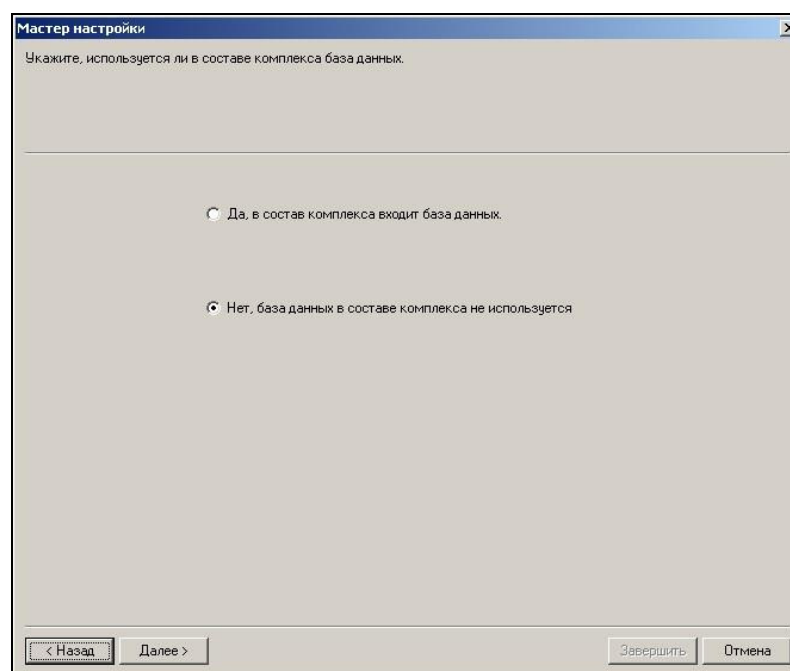 Мастер настройки
Укажите, используется ли в составе комплекса база данных.
Да, в состав комплекса входит база данных.
Нет, база данных в составе комплекса не используется
< Назад
Далее >
Завершить
Отмена